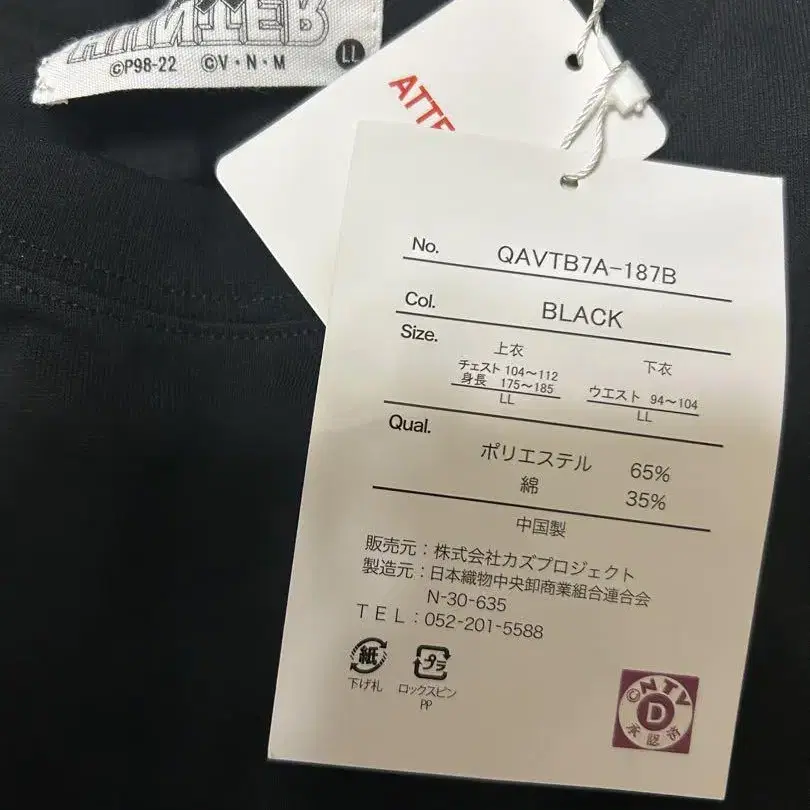 HUNTER
©P98-22 ©V・N・M LL
ATTE
No. QAVTB7A-187B
Col. BLACK
Size. 上衣 下衣
チェスト 104～112
身長 175～185 ウエスト 94～104
LL LL
Qual. ポリエステル 65%
綿 35%
中国製
販売元：株式会社カズプロジェクト
製造元：日本織物中央卸商業組合連合会
N-30-635
ＴＥＬ：052-201-5588
紙 プラ
下げ札 ロックスピン
PP
©NTV
D
承認済